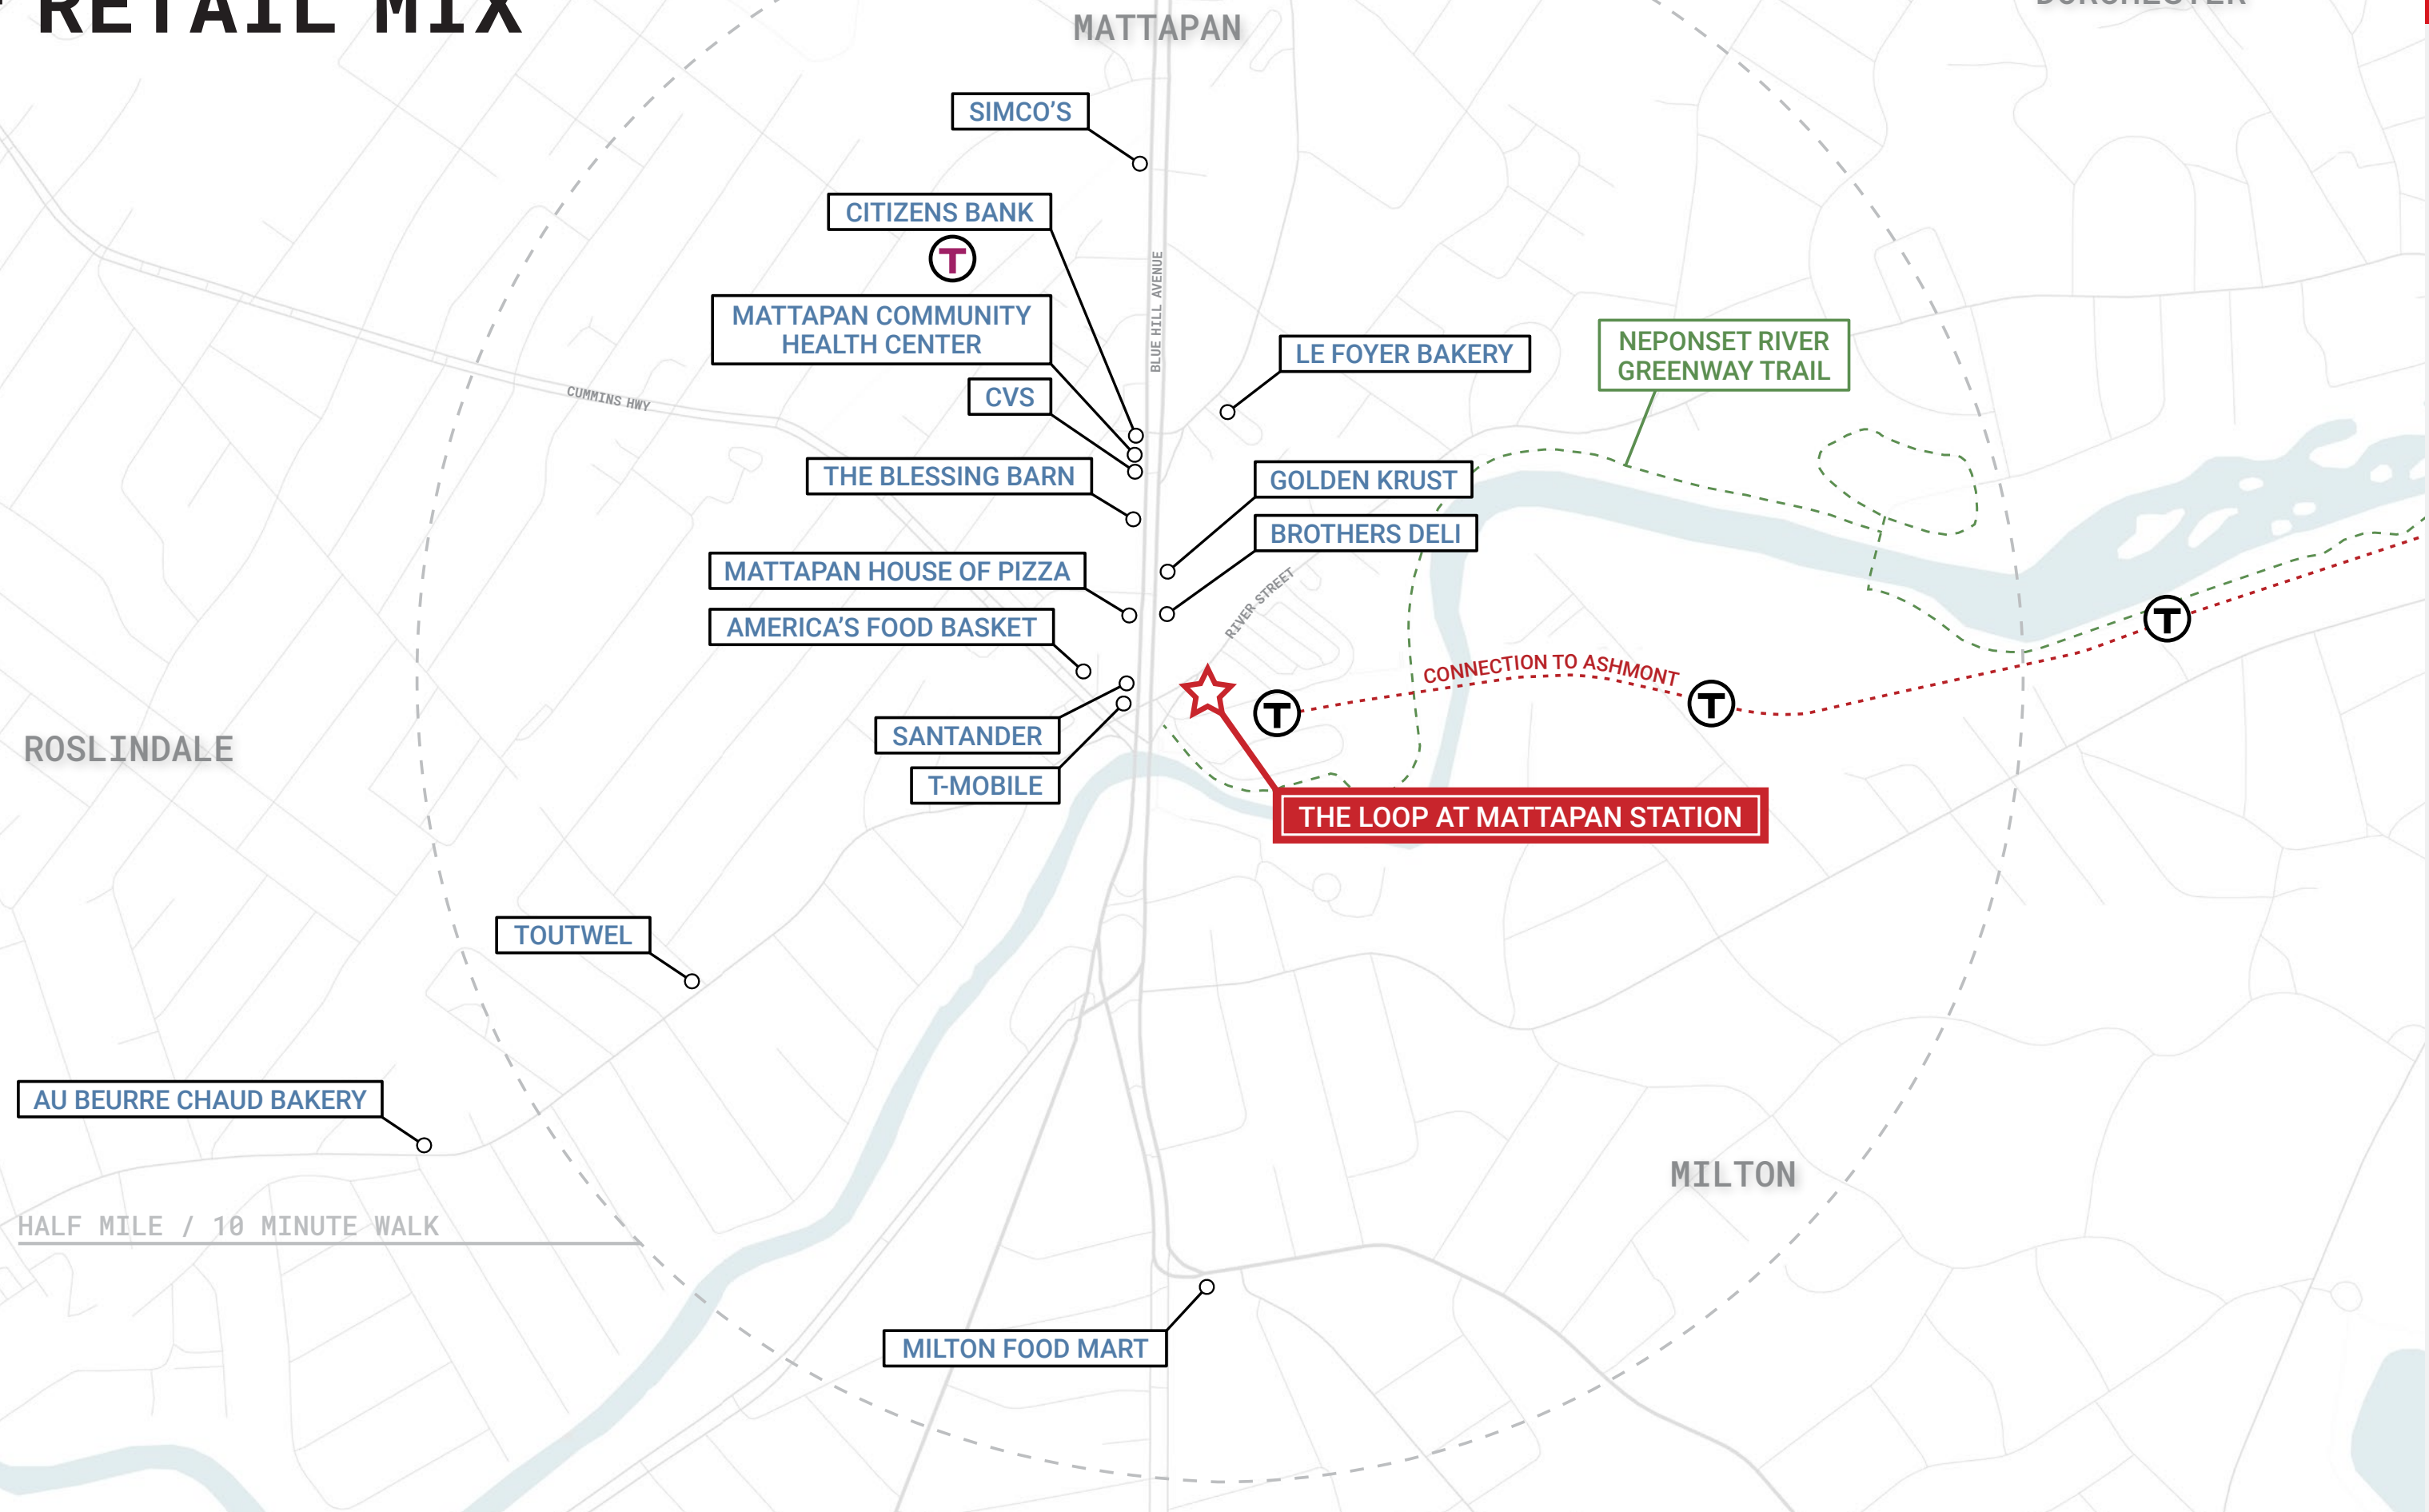 RETAIL MIX
MATTAPAN
DORCHESTER
SIMCO'S
CITIZENS BANK
T
MATTAPAN COMMUNITY
HEALTH CENTER
BLUE HILL AVENUE
LE FOYER BAKERY
NEPONSET RIVER
GREENWAY TRAIL
CVS
CUMMINS HWY
THE BLESSING BARN
GOLDEN KRUST
BROTHERS DELI
MATTAPAN HOUSE OF PIZZA
RIVER STREET
AMERICA'S FOOD BASKET
T
CONNECTION TO ASHMONT
T
T
SANTANDER
ROSLINDALE
T-MOBILE
THE LOOP AT MATTAPAN STATION
TOUTWEL
AU BEURRE CHAUD BAKERY
MILTON
HALF MILE / 10 MINUTE WALK
MILTON FOOD MART